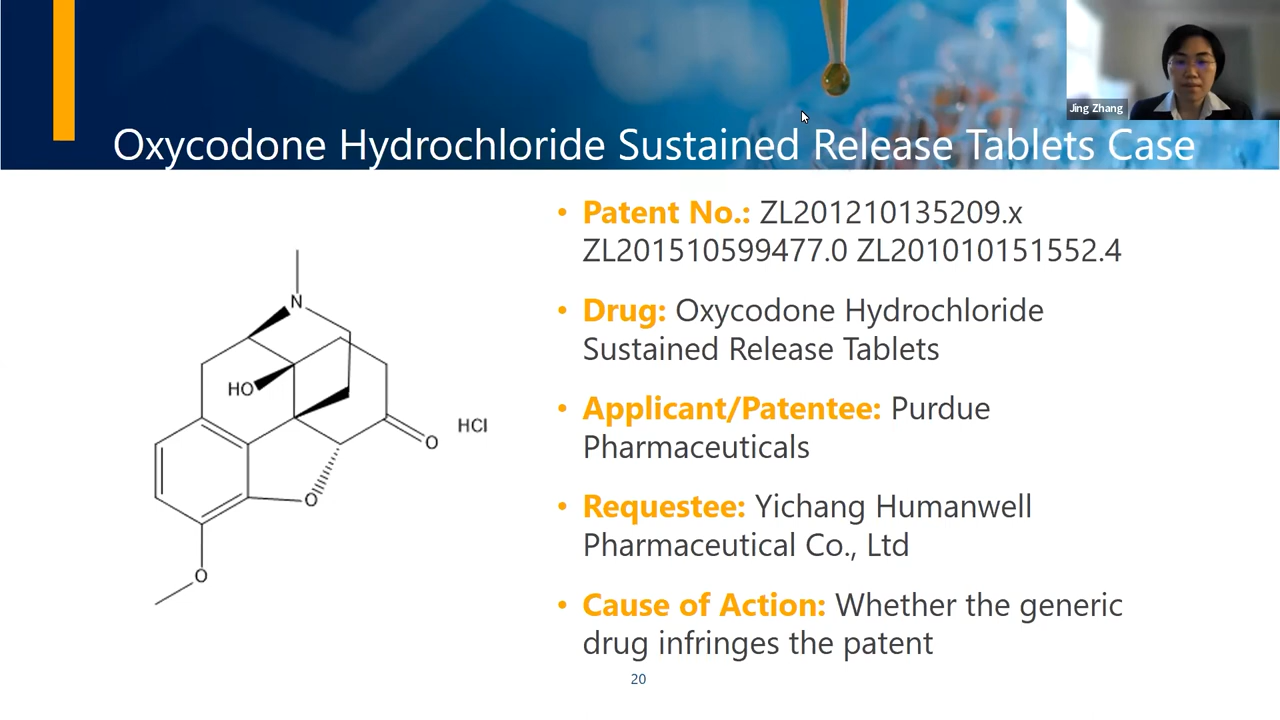 Jing Zhang
Oxycodone Hydrochloride Sustained Release Tablets Case
• Patent No.: ZL201210135209.x
ZL201510599477.0 ZL201010151552.4
• Drug: Oxycodone Hydrochloride
Sustained Release Tablets
• Applicant/Patentee: Purdue
Pharmaceuticals
• Requestee: Yichang Humanwell
Pharmaceutical Co., Ltd
• Cause of Action: Whether the generic
drug infringes the patent
N
HO
HCl
O
O
O
20